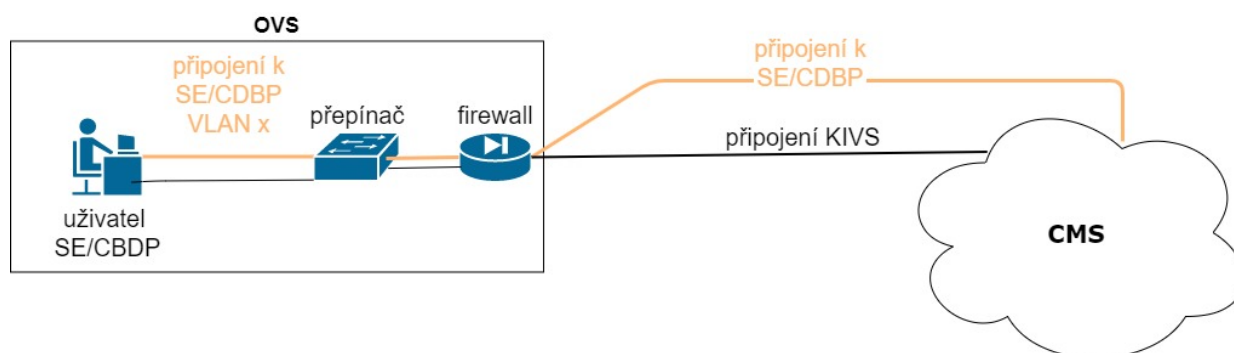 OVS
připojení k
SE/CDBP
VLAN x
přepínač
firewall
uživatel
SE/CBDP
připojení k
SE/CDBP
připojení KIVS
CMS